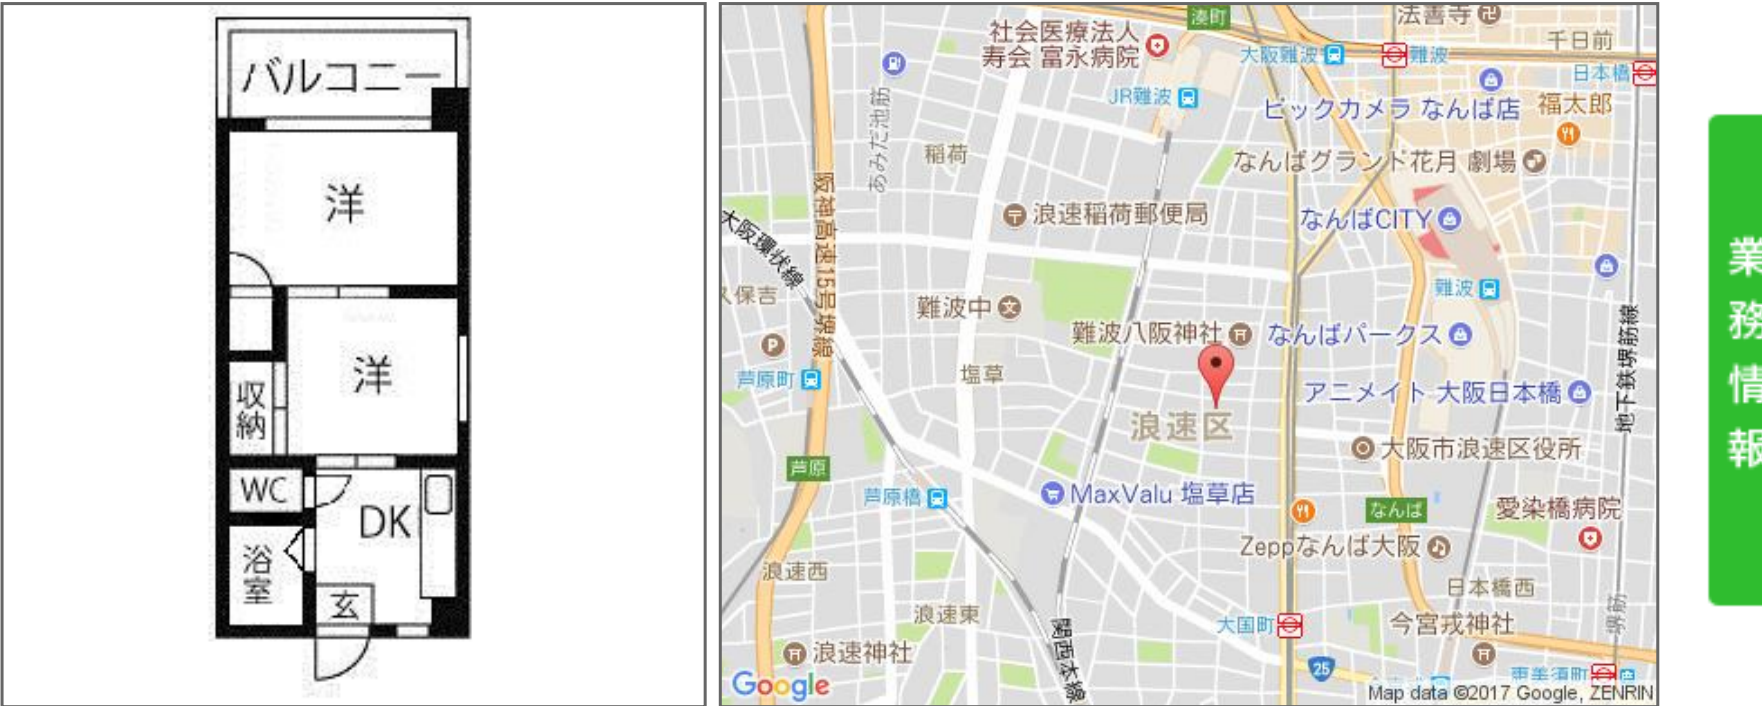 バルコニー
洋
洋
収納
WC
DK
浴室
玄
湊町
法善寺
社会医療法人
寿会 富永病院
千日前
大阪難波
難波
日本橋
JR難波
ビックカメラ なんば店
福太郎
あみだ池筋
稲荷
なんばグランド花月 劇場
阪神高速15号堺線
大阪環状線
浪速稲荷郵便局
なんばCITY
久保吉
難波中
難波
難波八阪神社
なんばパークス
地下鉄堺筋線
芦原町
塩草
アニメイト 大阪日本橋
浪速区
大阪市浪速区役所
芦原
芦原橋
MaxValu 塩草店
なんば
愛染橋病院
Zeppなんば大阪
浪速西
日本橋西
浪速東
大国町
今宮戎神社
堺筋
関西本線
浪速神社
25
恵美須町
Google
Map data ©2017 Google, ZENRIN
業務情報